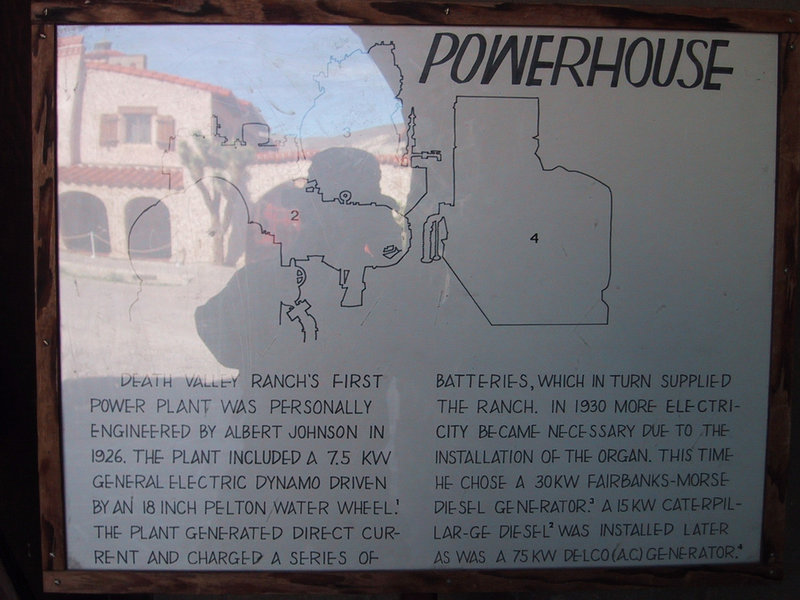 POWERHOUSE
3
2
4
DEATH VALLEY RANCH'S FIRST
POWER PLANT WAS PERSONALLY
ENGINEERED BY ALBERT JOHNSON IN
1926. THE PLANT INCLUDED A 7.5 KW
GENERAL ELECTRIC DYNAMO DRIVEN
BY AN 18 INCH PELTON WATER WHEEL.¹
THE PLANT GENERATED DIRECT CUR-
RENT AND CHARGED A SERIES OF
BATTERIES, WHICH IN TURN SUPPLIED
THE RANCH. IN 1930 MORE ELECTRI-
CITY BECAME NECESSARY DUE TO THE
INSTALLATION OF THE ORGAN. THIS TIME
HE CHOSE A 30KW FAIRBANKS-MORSE
DIESEL GENERATOR.³ A 15KW CATERPIL-
LAR-GE DIESEL² WAS INSTALLED LATER
AS WAS A 75KW DELCO (A.C.) GENERATOR.⁴